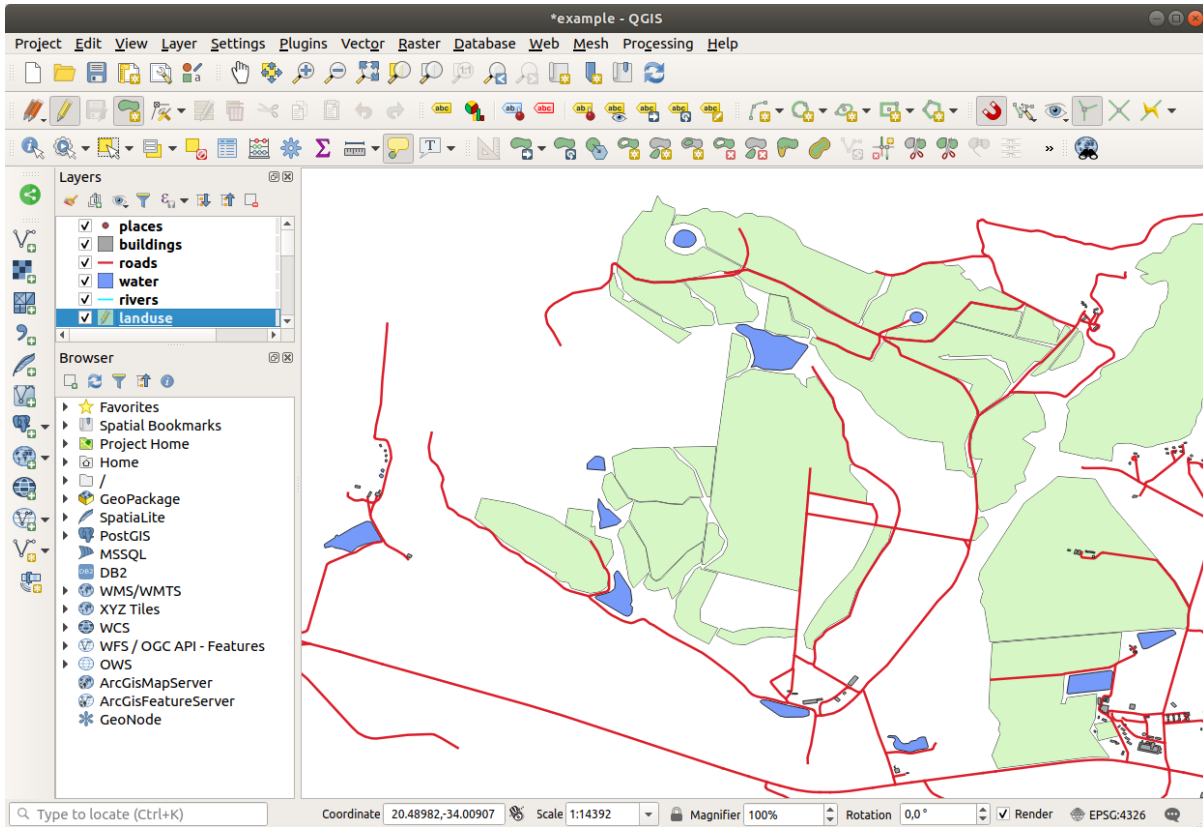 *example - QGIS
Project Edit View Layer Settings Plugins Vector Raster Database Web Mesh Processing Help
Layers
places
buildings
roads
water
rivers
landuse
Browser
Favorites
Spatial Bookmarks
Project Home
Home
/
GeoPackage
SpatiaLite
PostGIS
MSSQL
DB2
WMS/WMTS
XYZ Tiles
WCS
WFS / OGC API - Features
OWS
ArcGisMapServer
ArcGisFeatureServer
GeoNode
Type to locate (Ctrl+K) Coordinate 20.48982,-34.00907 Scale 1:14392 Magnifier 100% Rotation 0,0° Render EPSG:4326